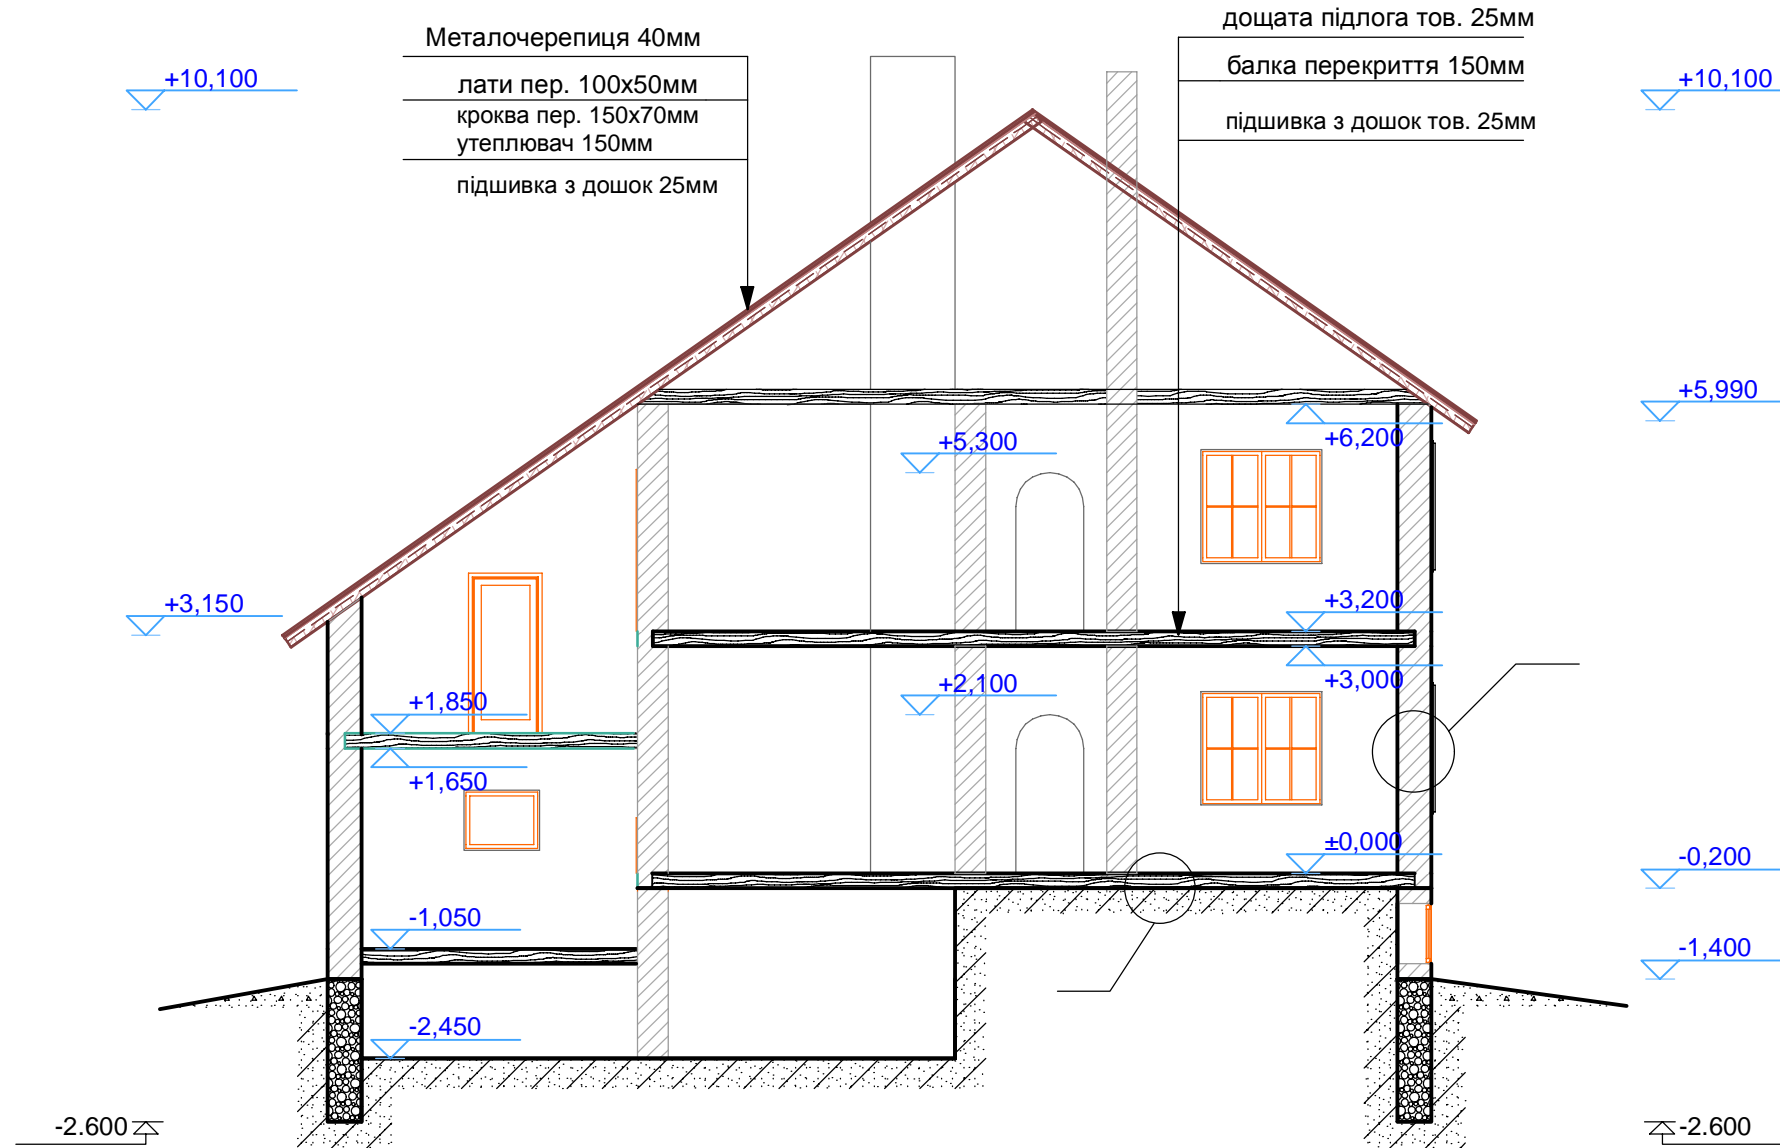 дощата підлога тов. 25мм
Металочерепиця 40мм
балка перекриття 150мм
+10,100
лати пер. 100х50мм
+10,100
кроква пер. 150х70мм
підшивка з дошок тов. 25мм
утеплювач 150мм
підшивка з дошок 25мм
+5,990
+5,300
+6,200
+3,150
+3,200
+2,100
+3,000
+1,850
+1,650
±0,000
-0,200
-1,050
-1,400
-2,450
-2.600
-2.600